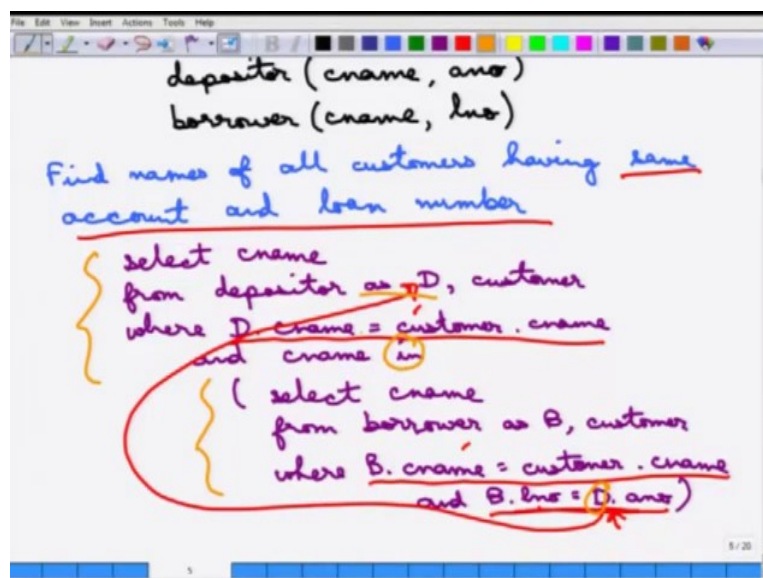 File Edit View Insert Actions Tools Help
depositor (cname, ano)
borrower (cname, lno)
Find names of all customers having same
account and loan number
select cname
from depositor as D, customer
where D. cname = customer . cname
and cname in
( select cname
from borrower as B, customer
where B. cname = customer . cname
and B. lno = D. ano )
5 / 20
5